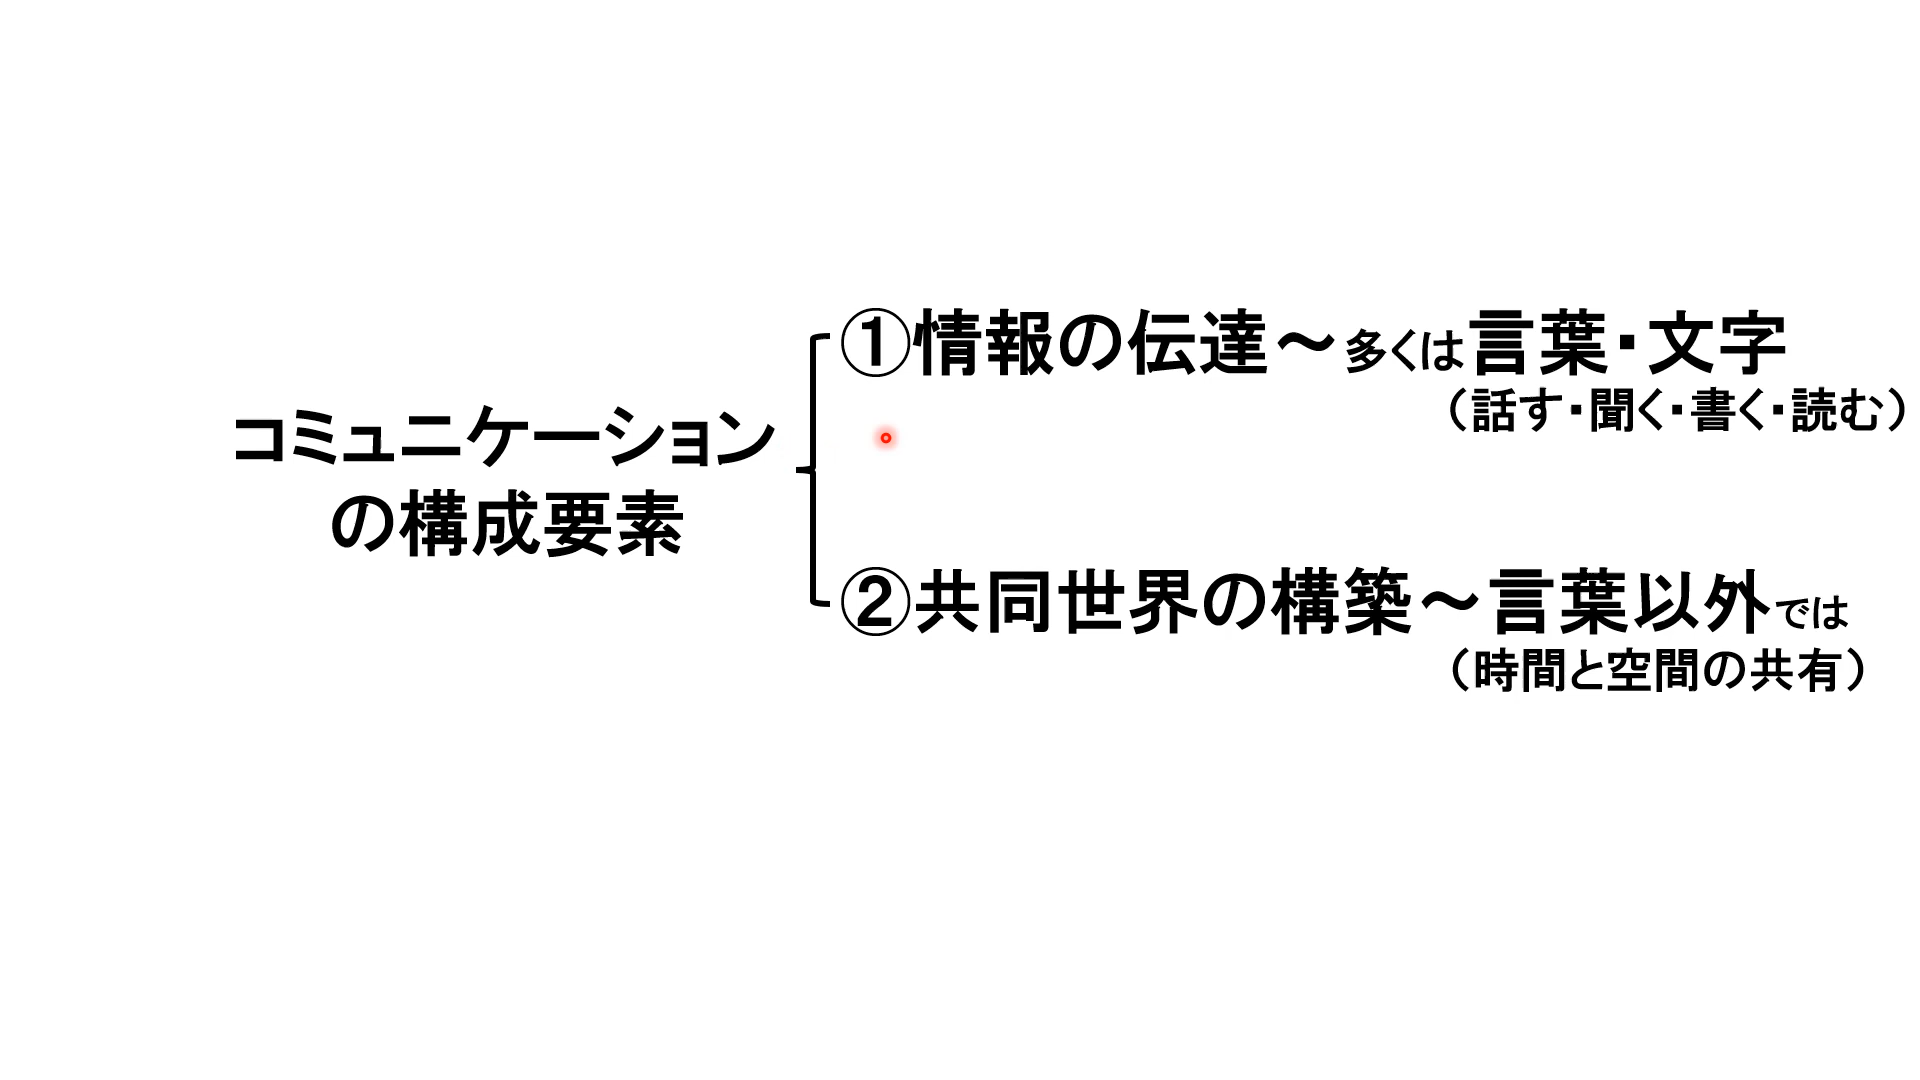 コミュニケーション
の構成要素
①情報の伝達～多くは言葉・文字
（話す・聞く・書く・読む）
②共同世界の構築～言葉以外では
（時間と空間の共有）